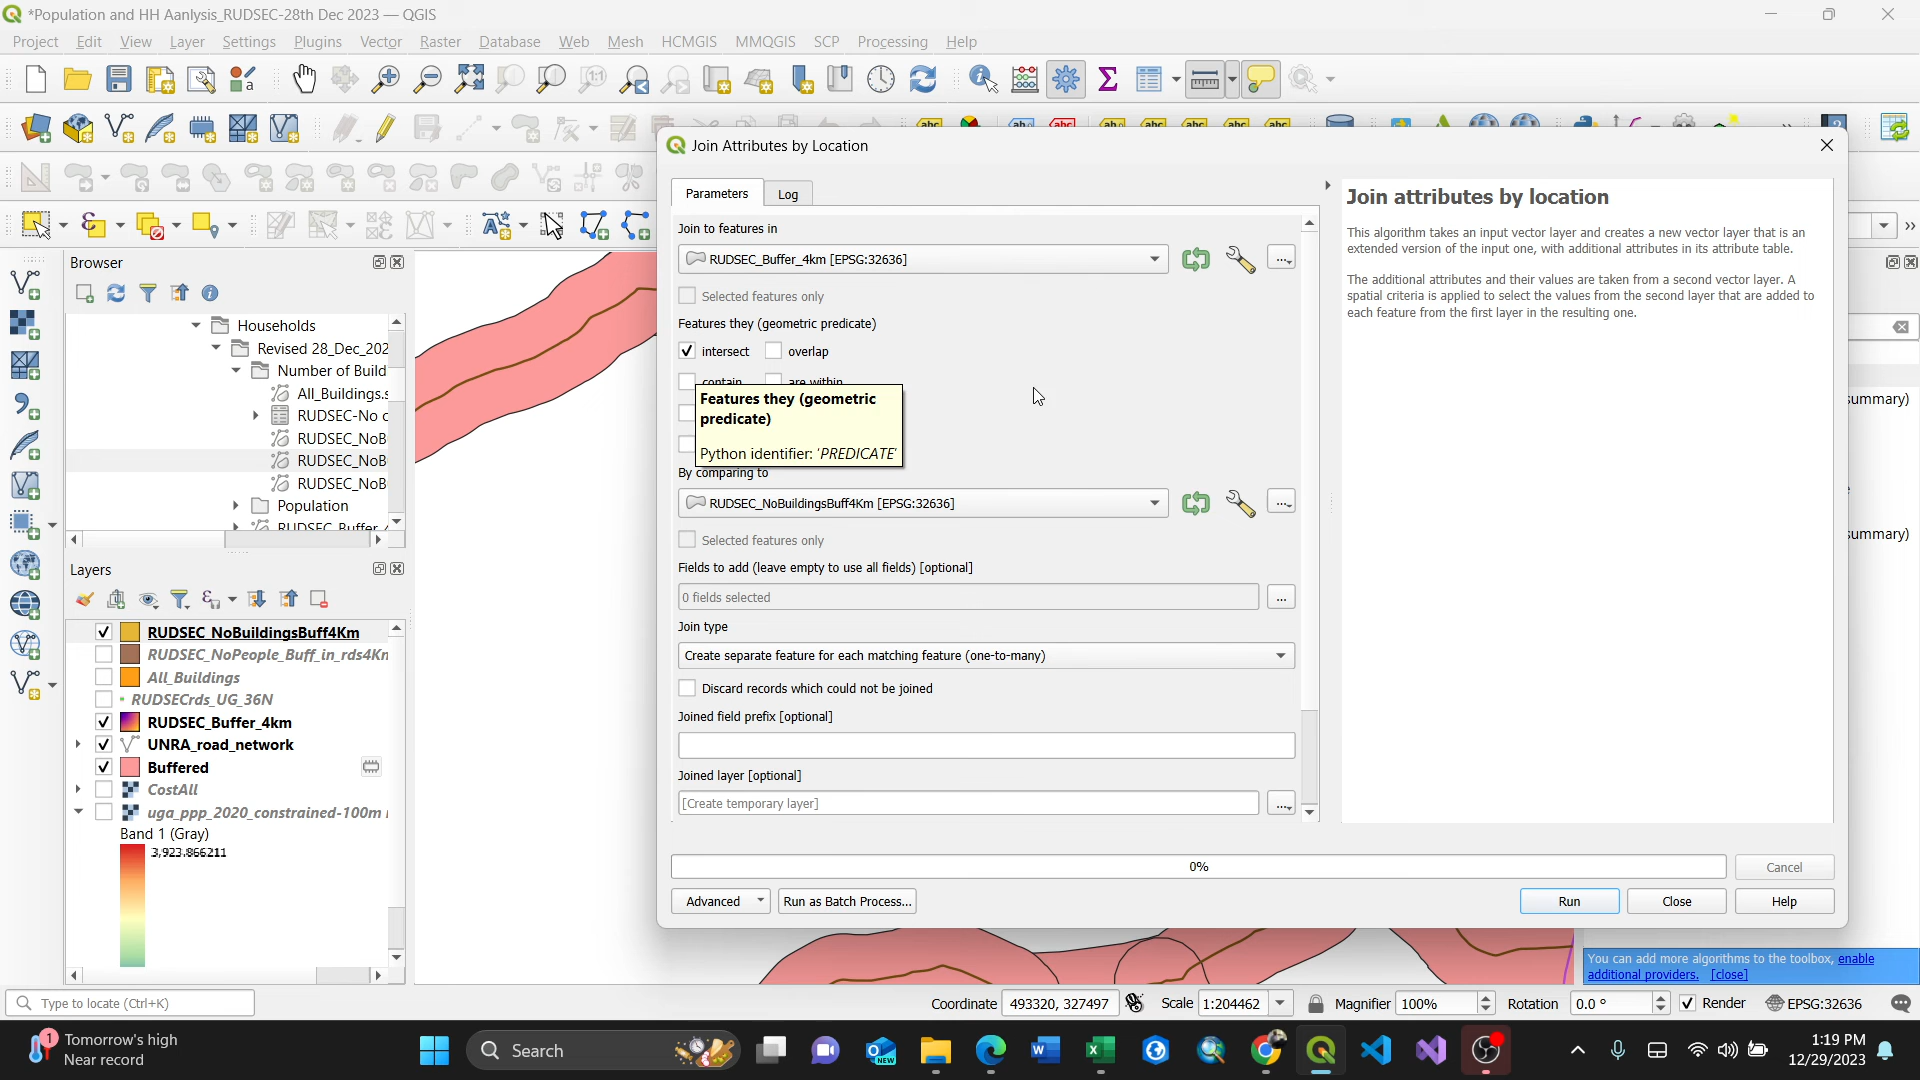 *Population and HH Aanlysis_RUDSEC-28th Dec 2023 — QGIS
Project Edit View Layer Settings Plugins Vector Raster Database Web Mesh HCMGIS MMQGIS SCP Processing Help
Join Attributes by Location
Parameters Log
Join to features in
RUDSEC_Buffer_4km [EPSG:32636]
Selected features only
Features they (geometric predicate)
intersect overlap
contain are within
Features they (geometric
predicate)
Python identifier: 'PREDICATE'
By comparing to
RUDSEC_NoBuildingsBuff4Km [EPSG:32636]
Selected features only
Fields to add (leave empty to use all fields) [optional]
0 fields selected
Join type
Create separate feature for each matching feature (one-to-many)
Discard records which could not be joined
Joined field prefix [optional]
Joined layer [optional]
[Create temporary layer]
0%
Cancel
Advanced Run as Batch Process... Run Close Help
Join attributes by location
This algorithm takes an input vector layer and creates a new vector layer that is an
extended version of the input one, with additional attributes in its attribute table.
The additional attributes and their values are taken from a second vector layer. A
spatial criteria is applied to select the values from the second layer that are added to
each feature from the first layer in the resulting one.
summary)
summary)
Browser
Households
Revised 28_Dec_202
Number of Build
All_Buildings.s
RUDSEC-No c
RUDSEC_NoB
RUDSEC_NoB
RUDSEC_NoB
Population
RUDSEC_Buffer
Layers
RUDSEC_NoBuildingsBuff4Km
RUDSEC_NoPeople_Buff_in_rds4Kn
All_Buildings
RUDSECrds_UG_36N
RUDSEC_Buffer_4km
UNRA_road_network
Buffered
CostAll
uga_ppp_2020_constrained-100m
Band 1 (Gray)
3,923.866211
You can add more algorithms to the toolbox, enable
additional providers. [close]
Type to locate (Ctrl+K) Coordinate 493320, 327497 Scale 1:204462 Magnifier 100% Rotation 0.0 ° Render EPSG:32636
1
Tomorrow's high
Near record
Search
NEW
1:19 PM
12/29/2023